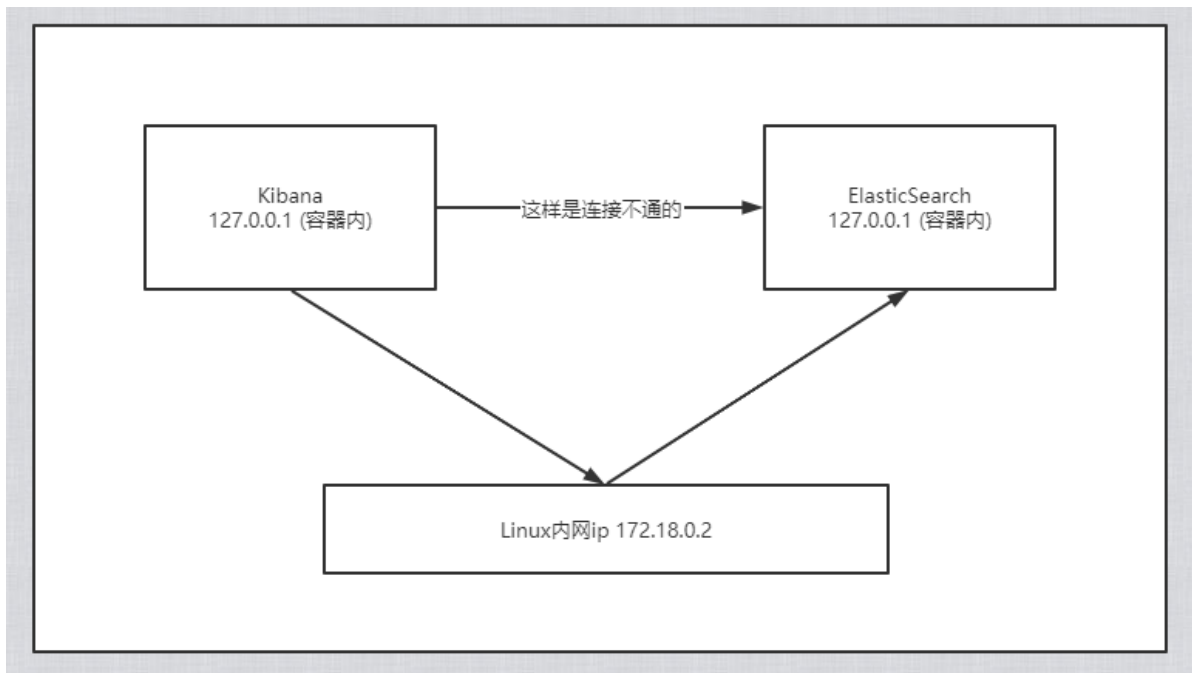 Kibana
127.0.0.1 (容器内)
这样是连接不通的
ElasticSearch
127.0.0.1 (容器内)
Linux内网ip 172.18.0.2